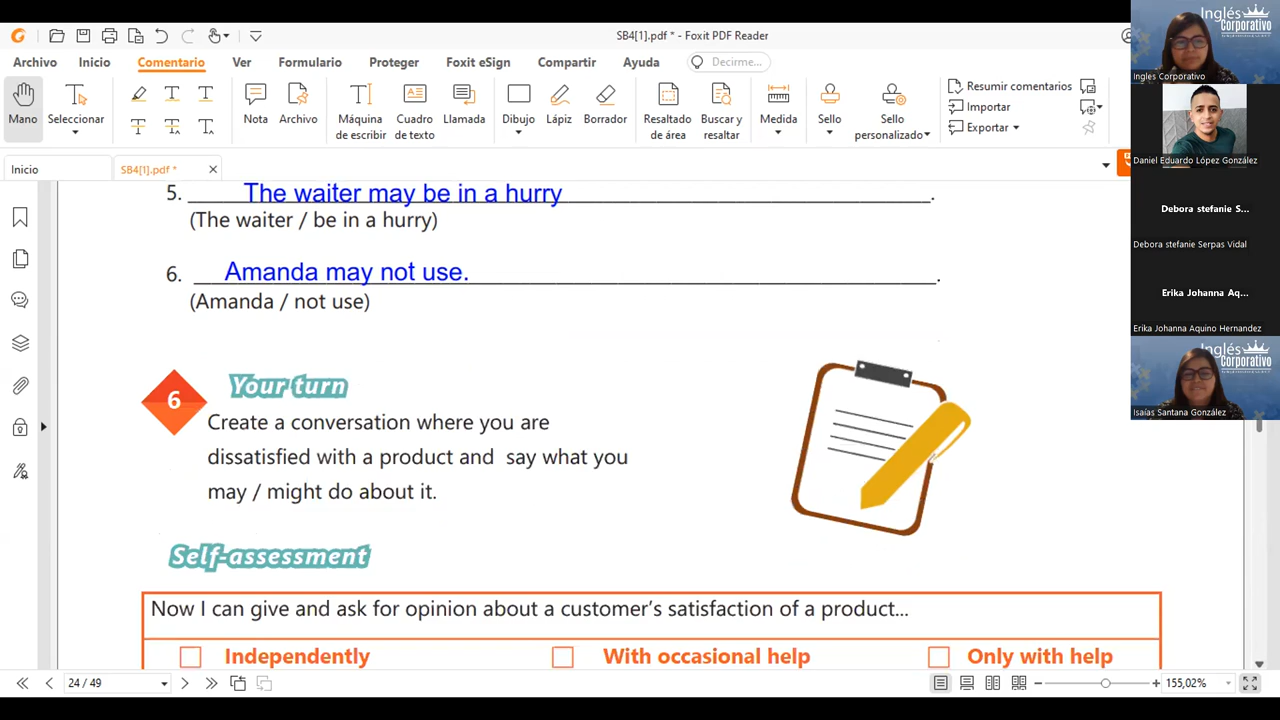 SB4[1].pdf * - Foxit PDF Reader
Archivo Inicio Comentario Ver Formulario Proteger Foxit eSign Compartir Ayuda Decirme...
Mano Seleccionar Nota Archivo Máquina de escribir Cuadro de texto Llamada Dibujo Lápiz Borrador Resaltado de área Buscar y resaltar Medida Sello Sello personalizado
Resumir comentarios
Importar
Exportar
Inicio SB4[1].pdf *
5. The waiter may be in a hurry.
(The waiter / be in a hurry)
6. Amanda may not use. .
(Amanda / not use)
6 Your turn
Create a conversation where you are
dissatisfied with a product and say what you
may / might do about it.
Self-assessment
Now I can give and ask for opinion about a customer's satisfaction of a product...
Independently With occasional help Only with help
24 / 49 155,02%
Inglés
Corporativo
Ingles Corporativo
Daniel Eduardo López González
Debora stefanie S...
Debora stefanie Serpas Vidal
Erika Johanna Aq...
Erika Johanna Aquino Hernandez
Inglés
Corporativo
Isaías Santana González